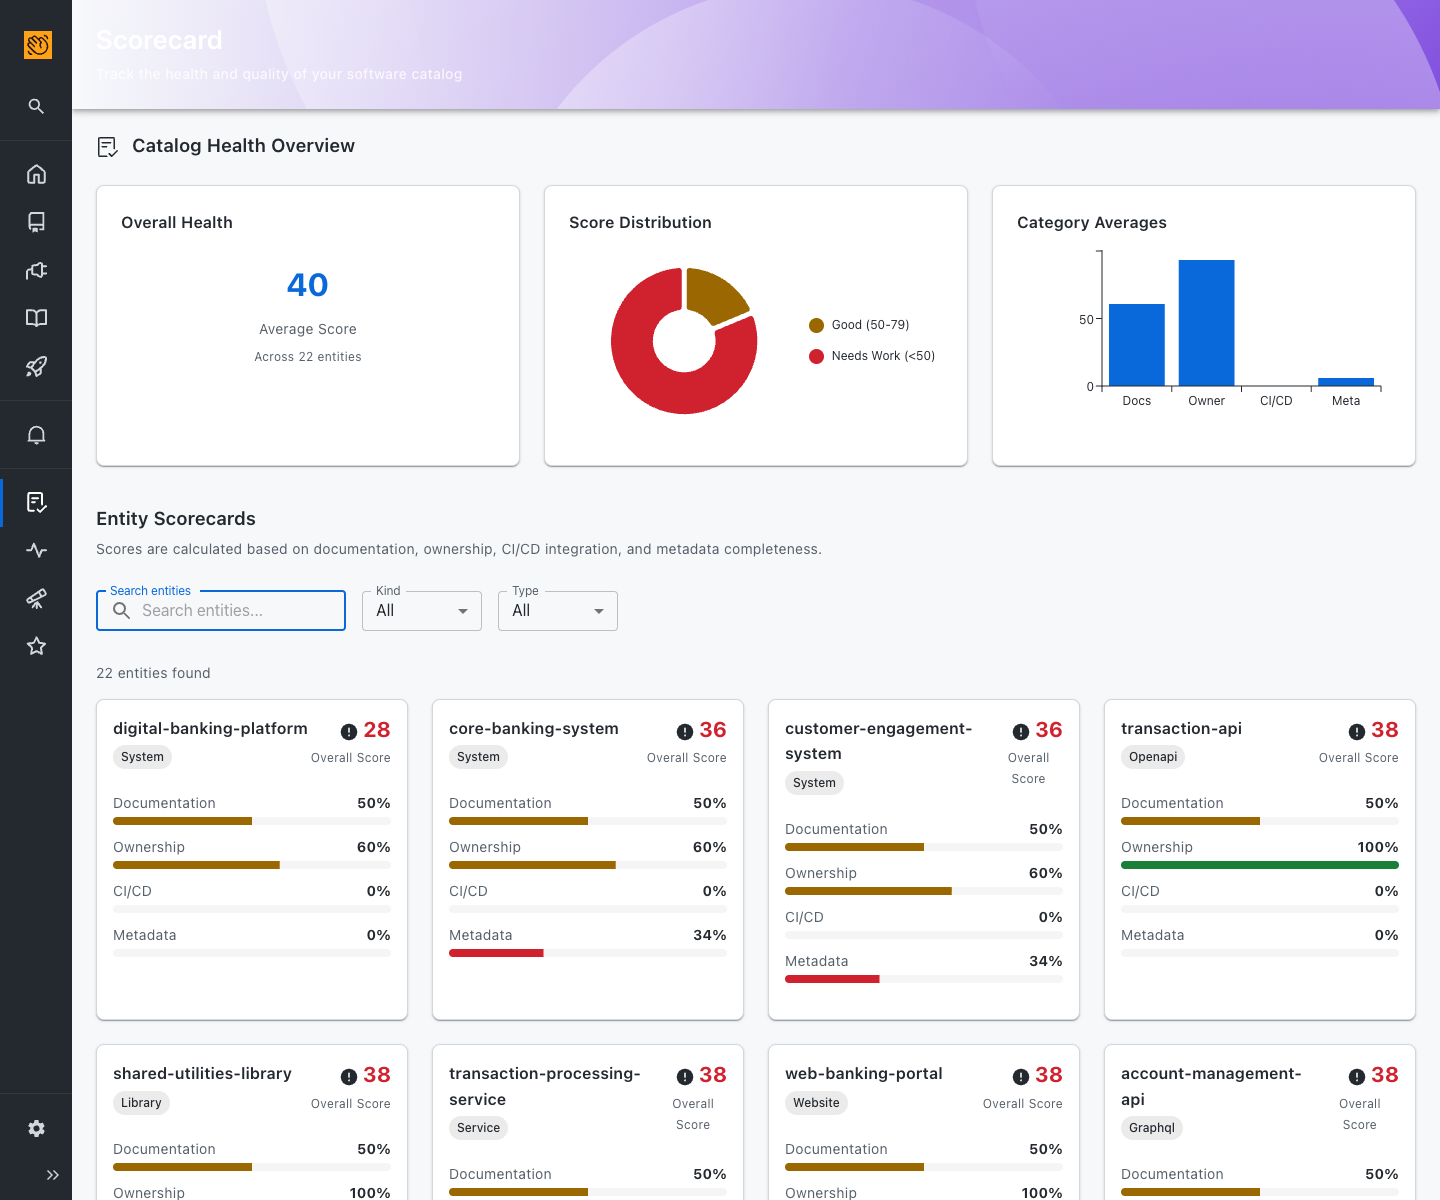 Scorecard
Track the health and quality of your software catalog
Catalog Health Overview
Overall Health
40
Average Score
Across 22 entities
Score Distribution
Good (50-79)
Needs Work (<50)
Category Averages
50
0
Docs
Owner
CI/CD
Meta
Entity Scorecards
Scores are calculated based on documentation, ownership, CI/CD integration, and metadata completeness.
Search entities
Search entities...
Kind
All
Type
All
22 entities found
digital-banking-platform
28
System
Overall Score
Documentation 50%
Ownership 60%
CI/CD 0%
Metadata 0%
core-banking-system
36
System
Overall Score
Documentation 50%
Ownership 60%
CI/CD 0%
Metadata 34%
customer-engagement-
system
36
System
Overall
Score
Documentation 50%
Ownership 60%
CI/CD 0%
Metadata 34%
transaction-api
38
Openapi
Overall Score
Documentation 50%
Ownership 100%
CI/CD 0%
Metadata 0%
shared-utilities-library
38
Library
Overall Score
Documentation 50%
Ownership 100%
transaction-processing-
service
38
Service
Overall
Score
Documentation 50%
web-banking-portal
38
Website
Overall Score
Documentation 50%
Ownership 100%
account-management-
api
38
Graphql
Overall
Score
Documentation 50%